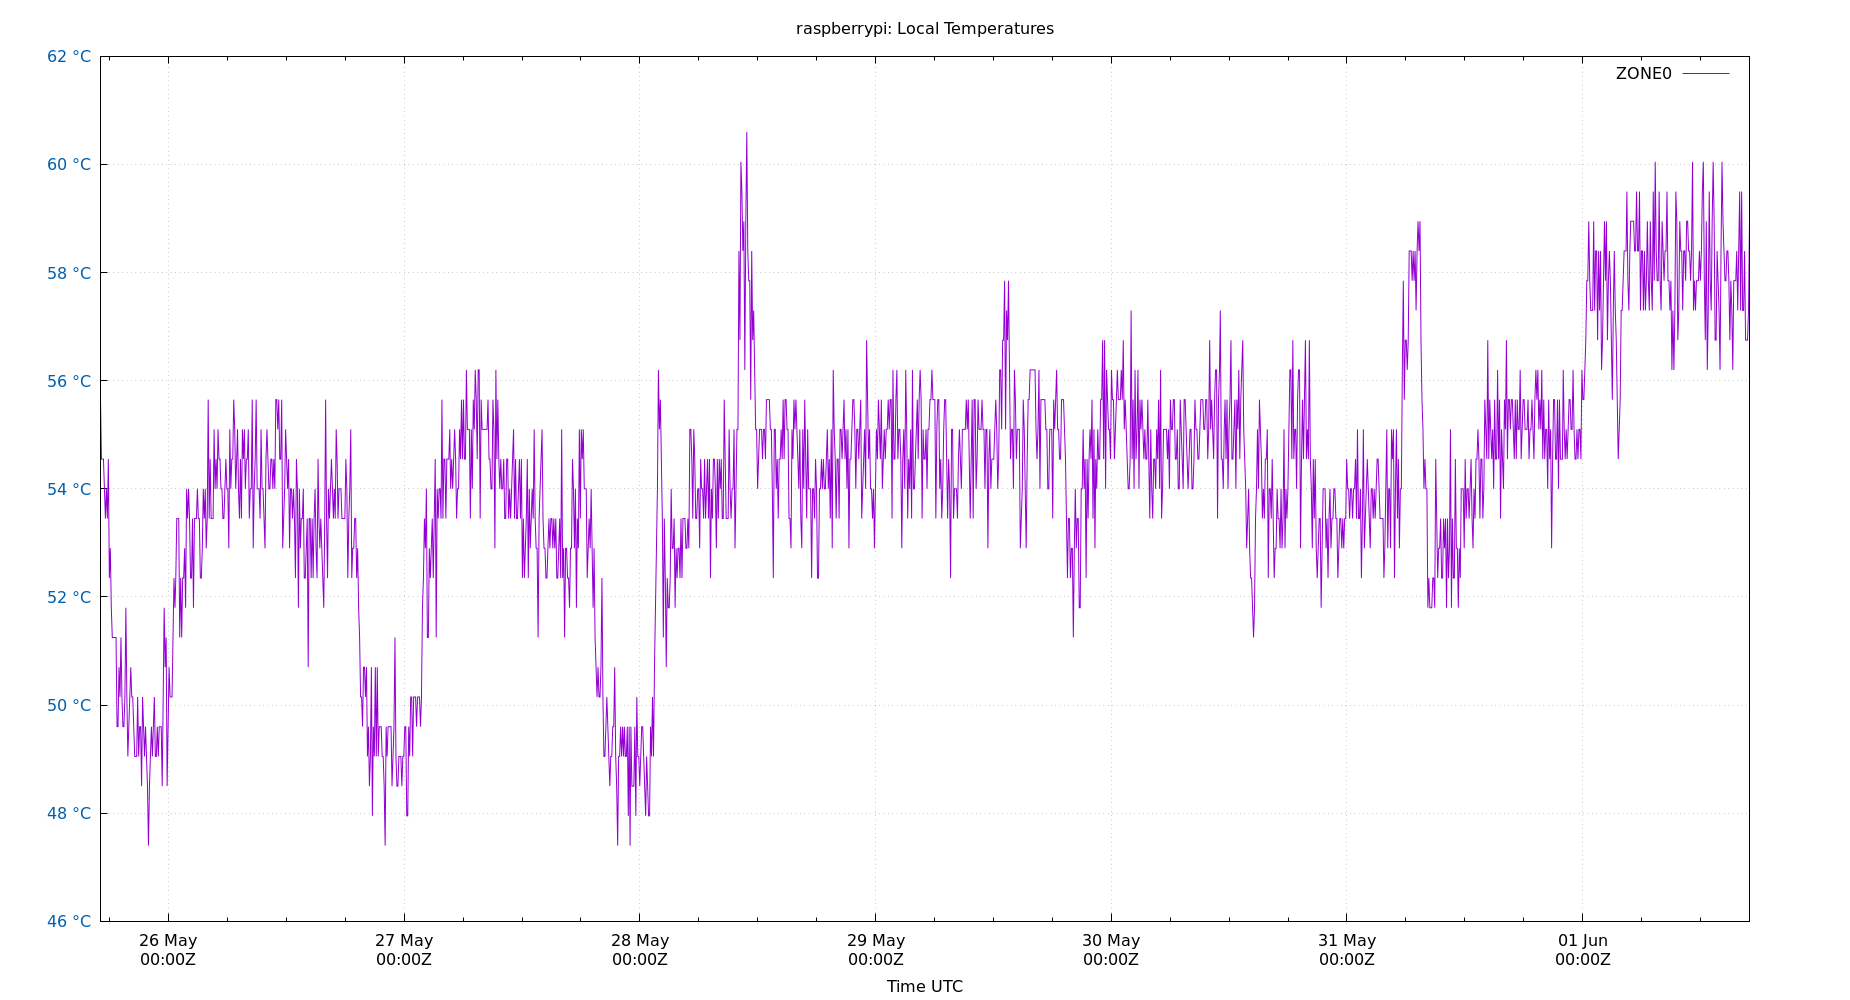 raspberrypi: Local Temperatures
62 °C
ZONE0
60 °C
58 °C
56 °C
54 °C
52 °C
50 °C
48 °C
46 °C
26 May 27 May 28 May 29 May 30 May 31 May 01 Jun
00:00Z 00:00Z 00:00Z 00:00Z 00:00Z 00:00Z 00:00Z
Time UTC